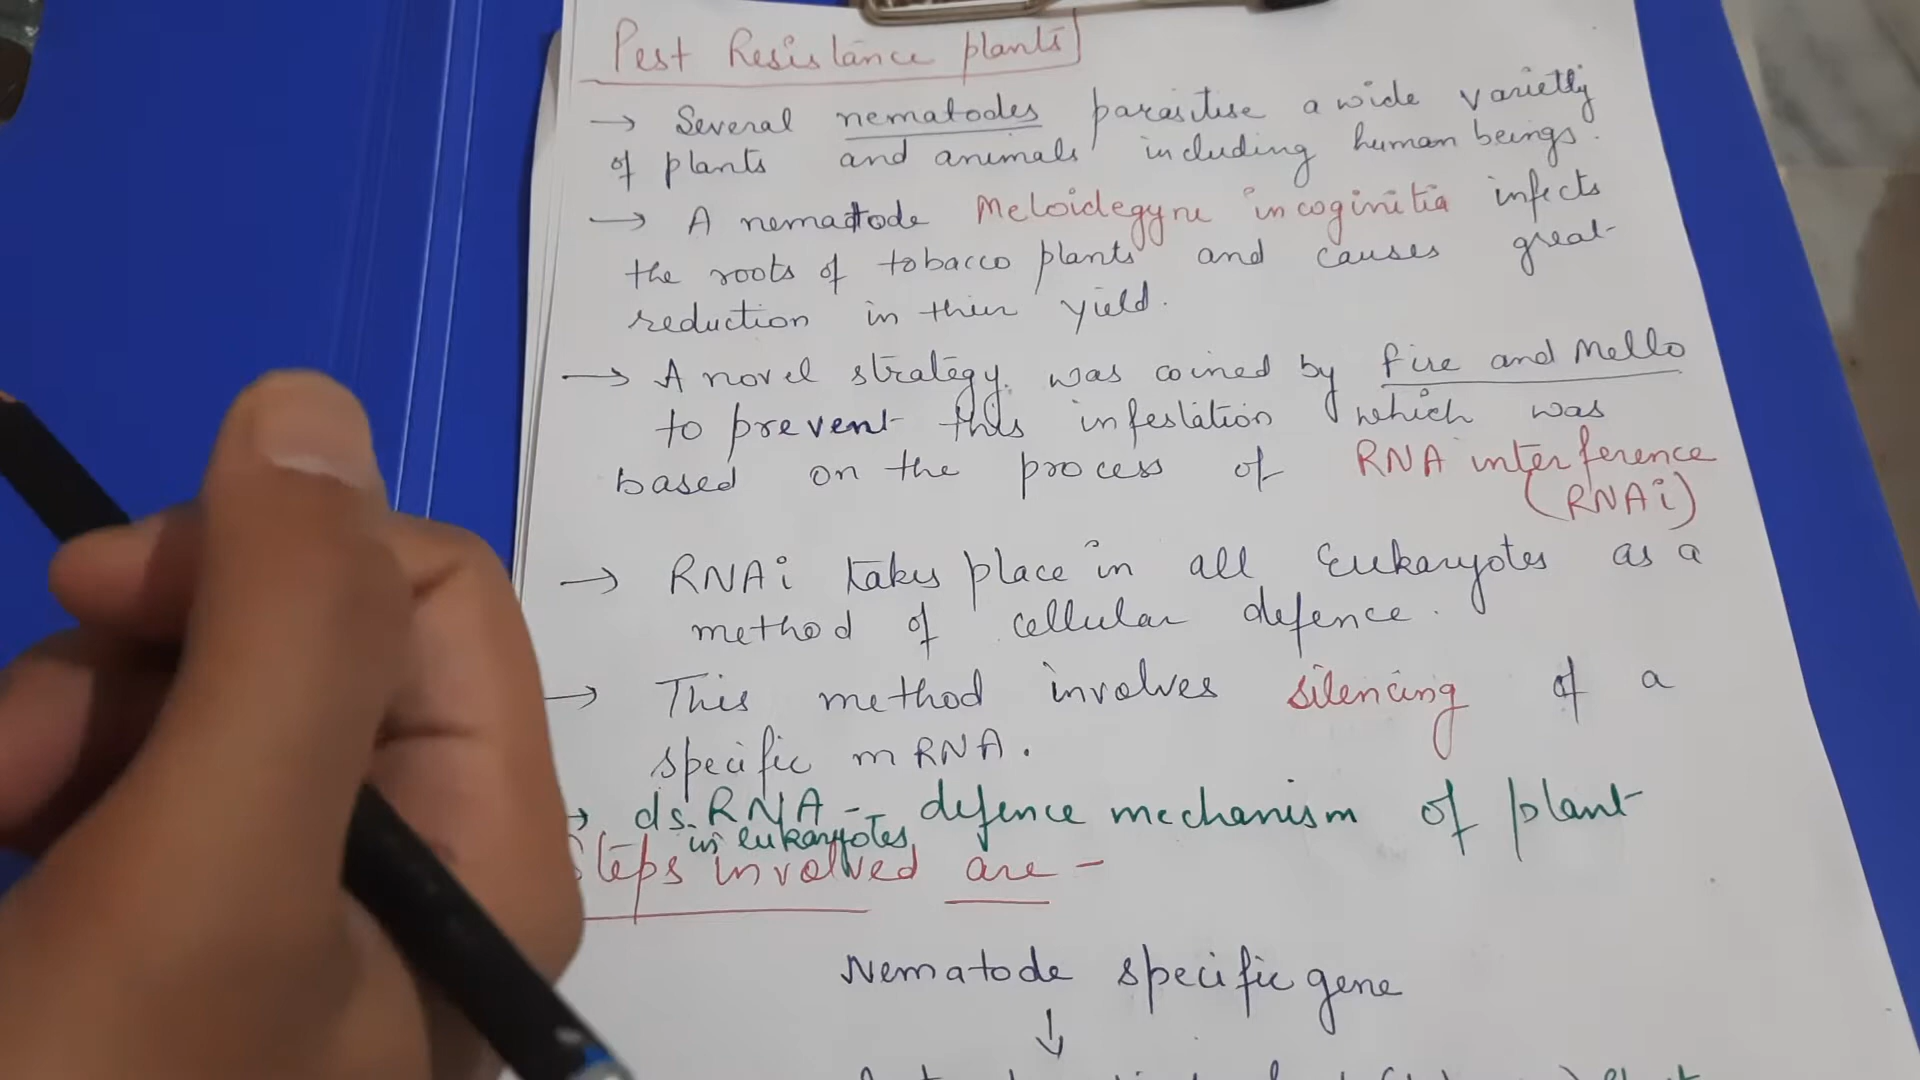 Pest Resistance plants
→ Several nematodes parasitise a wide varietly
of plants and animals including human beings.
→ A nematode Meloidegyne incoginitia infects
the roots of tobacco plants and causes great
reduction in their yield.
→ A novel strategy was coined by fire and Mello
to prevent this infestation which was
based on the process of RNA interference
(RNAi)
→ RNAi takes place in all Eukaryotes as a
method of cellular defence.
→ This method involves silencing of a
specific mRNA.
→ ds.RNA -- defence mechanism of plant
in eukaryotes
Steps involved are -
Nematode specific gene
↓